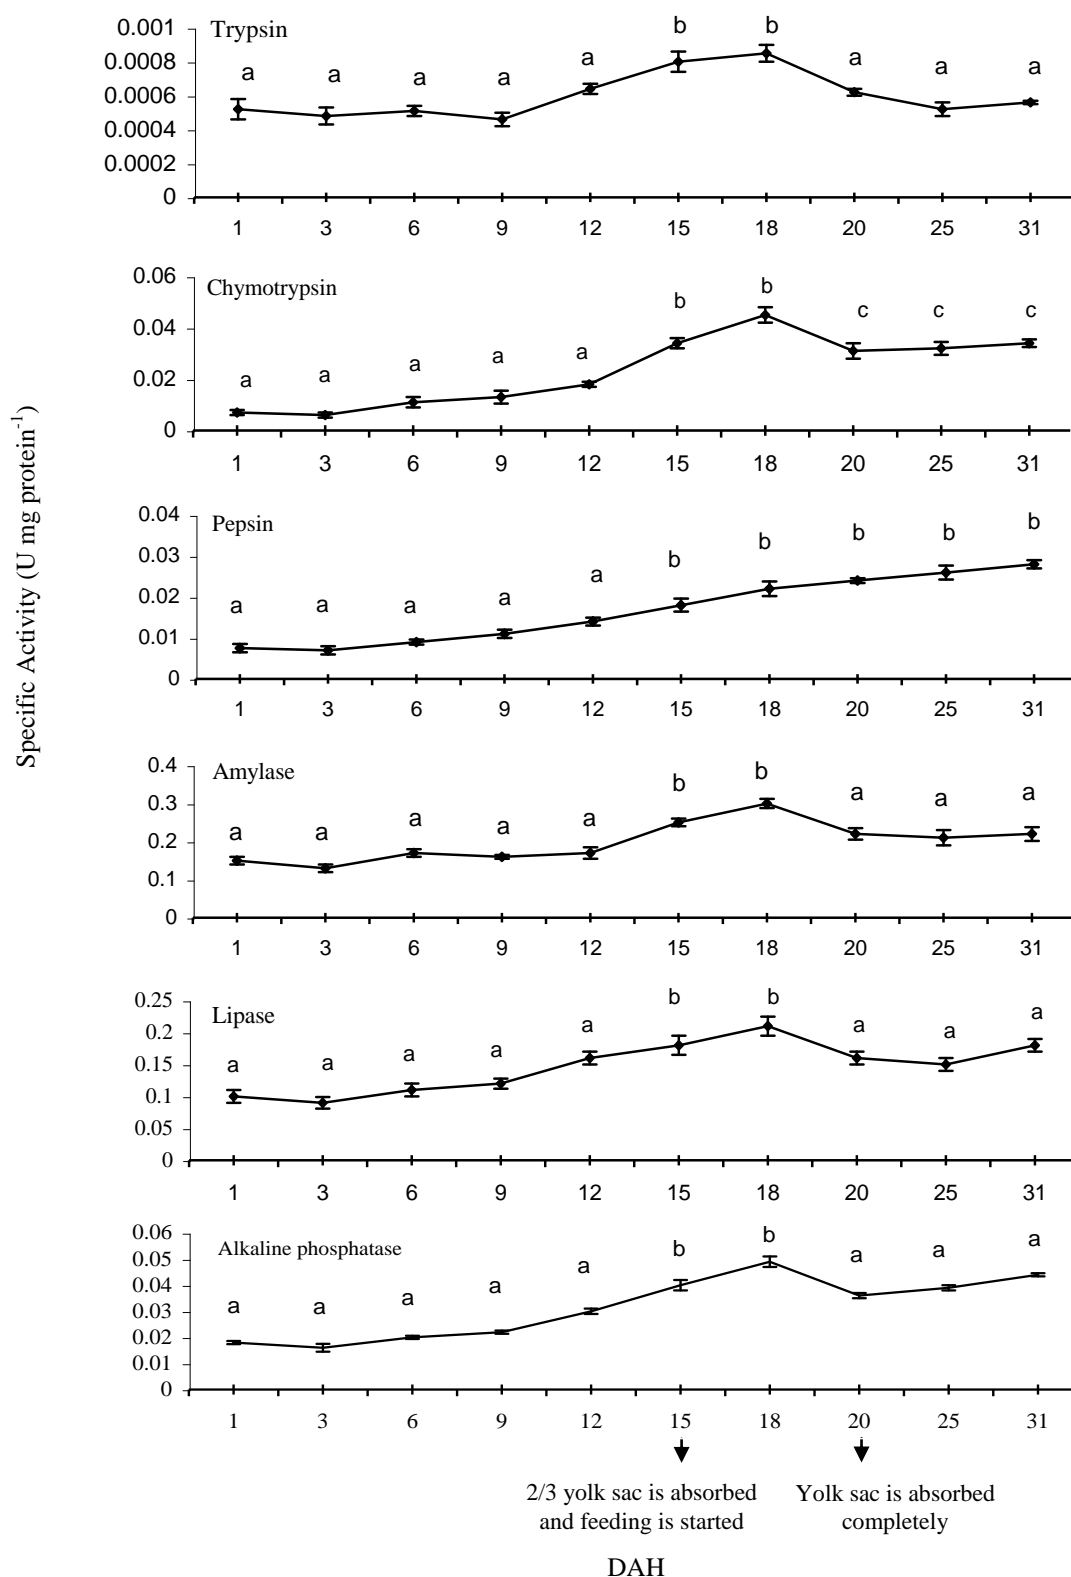 Specific Activity (U mg protein-1)
Trypsin
0.001
0.0008
0.0006
0.0004
0.0002
0
a a a a a b b a a a
1 3 6 9 12 15 18 20 25 31
Chymotrypsin
0.06
0.04
0.02
0
a a a a a b b c c c
1 3 6 9 12 15 18 20 25 31
Pepsin
0.04
0.03
0.02
0.01
0
a a a a a b b b b b
1 3 6 9 12 15 18 20 25 31
Amylase
0.4
0.3
0.2
0.1
0
a a a a a b b a a a
1 3 6 9 12 15 18 20 25 31
Lipase
0.25
0.2
0.15
0.1
0.05
0
a a a a a b b a a a
1 3 6 9 12 15 18 20 25 31
Alkaline phosphatase
0.06
0.05
0.04
0.03
0.02
0.01
0
a a a a a b b a a a
1 3 6 9 12 15 18 20 25 31
2/3 yolk sac is absorbed
and feeding is started
Yolk sac is absorbed
completely
DAH